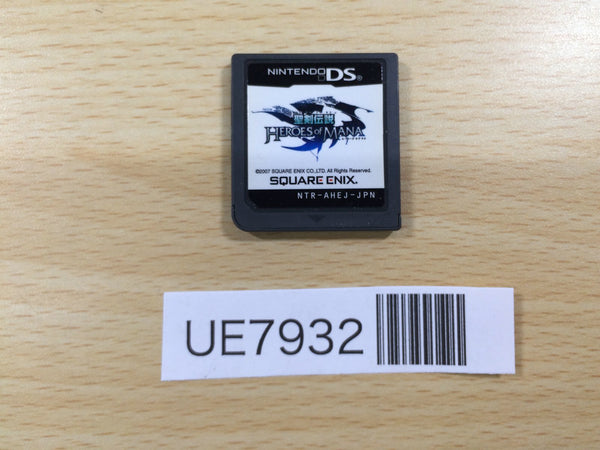 NINTENDO DS
聖剣伝説
HEROES of MANA
©2007 SQUARE ENIX CO.,LTD. All Rights Reserved.
SQUARE ENIX.
NTR-AHEJ-JPN
UE7932